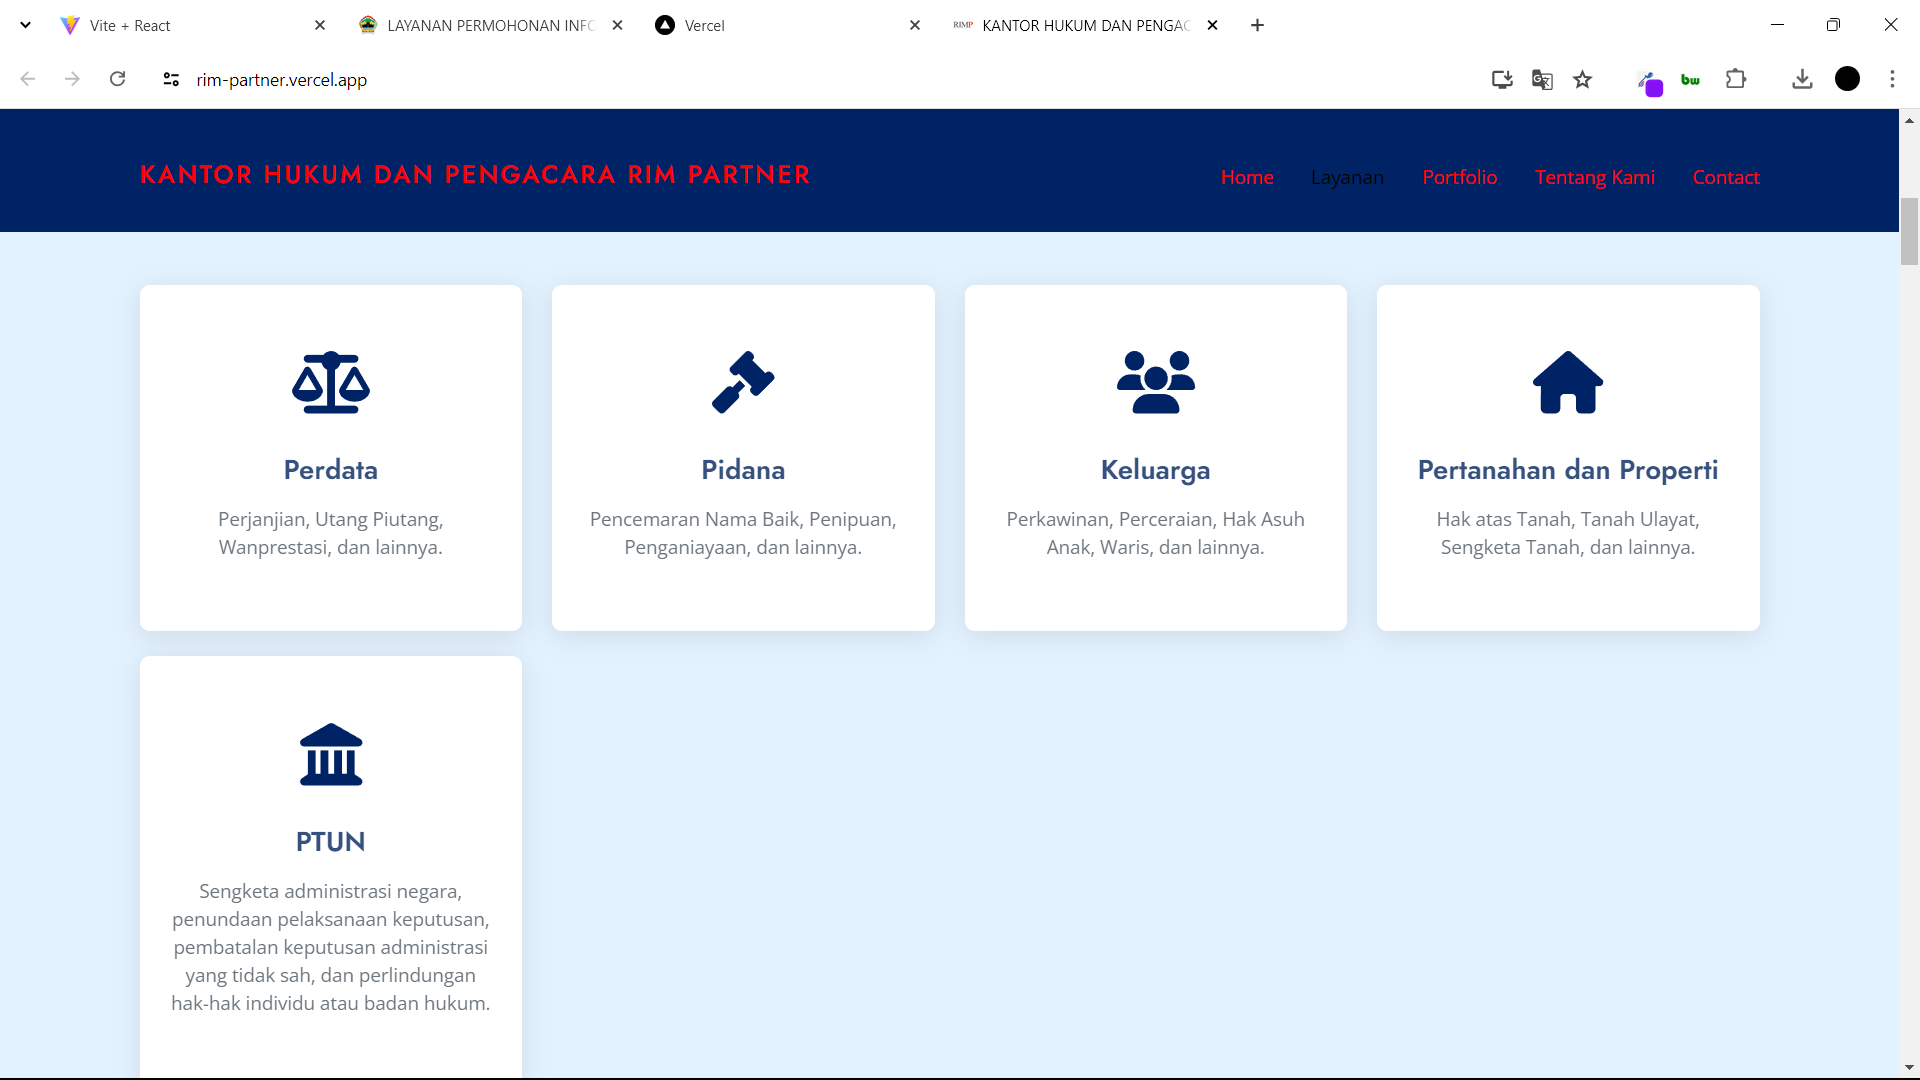 Vite + React
LAYANAN PERMOHONAN INFO
Vercel
RIMP
KANTOR HUKUM DAN PENGAC
rim-partner.vercel.app
bw
KANTOR HUKUM DAN PENGACARA RIM PARTNER
Home Layanan Portfolio Tentang Kami Contact
Perdata
Perjanjian, Utang Piutang,
Wanprestasi, dan lainnya.
Pidana
Pencemaran Nama Baik, Penipuan,
Penganiayaan, dan lainnya.
Keluarga
Perkawinan, Perceraian, Hak Asuh
Anak, Waris, dan lainnya.
Pertanahan dan Properti
Hak atas Tanah, Tanah Ulayat,
Sengketa Tanah, dan lainnya.
PTUN
Sengketa administrasi negara,
penundaan pelaksanaan keputusan,
pembatalan keputusan administrasi
yang tidak sah, dan perlindungan
hak-hak individu atau badan hukum.